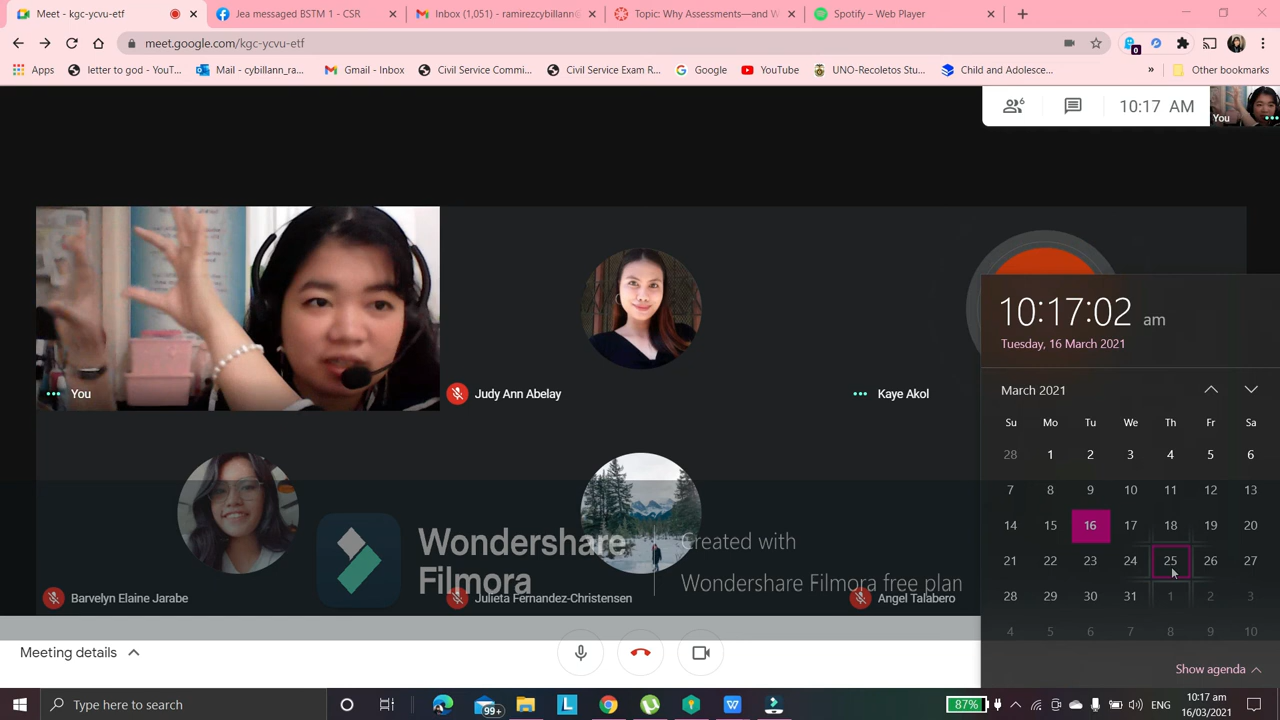 Meet - kgc-ycvu-etf
Jea messaged BSTM 1 - CSR
Inbox (1,051) - ramirezcybillann@
Topic: Why Assessments—and W
Spotify – Web Player
meet.google.com/kgc-ycvu-etf
0
Apps
letter to god - YouT...
Mail - cybillann_ra...
Gmail - Inbox
Civil Service Commi...
Civil Service Exam R...
Google
YouTube
UNO-Recoletos Stu...
Child and Adolesce...
»
Other bookmarks
6
10:17 AM
You
You
Judy Ann Abelay
Kaye Akol
Barvelyn Elaine Jarabe
Julieta Fernandez-Christensen
Angel Talabero
Wondershare
Filmora
Created with
Wondershare Filmora free plan
10:17:02 am
Tuesday, 16 March 2021
March 2021
Su Mo Tu We Th Fr Sa
28 1 2 3 4 5 6
7 8 9 10 11 12 13
14 15 16 17 18 19 20
21 22 23 24 25 26 27
28 29 30 31 1 2 3
4 5 6 7 8 9 10
Show agenda
Meeting details
Type here to search
99+
87%
ENG
10:17 am
16/03/2021